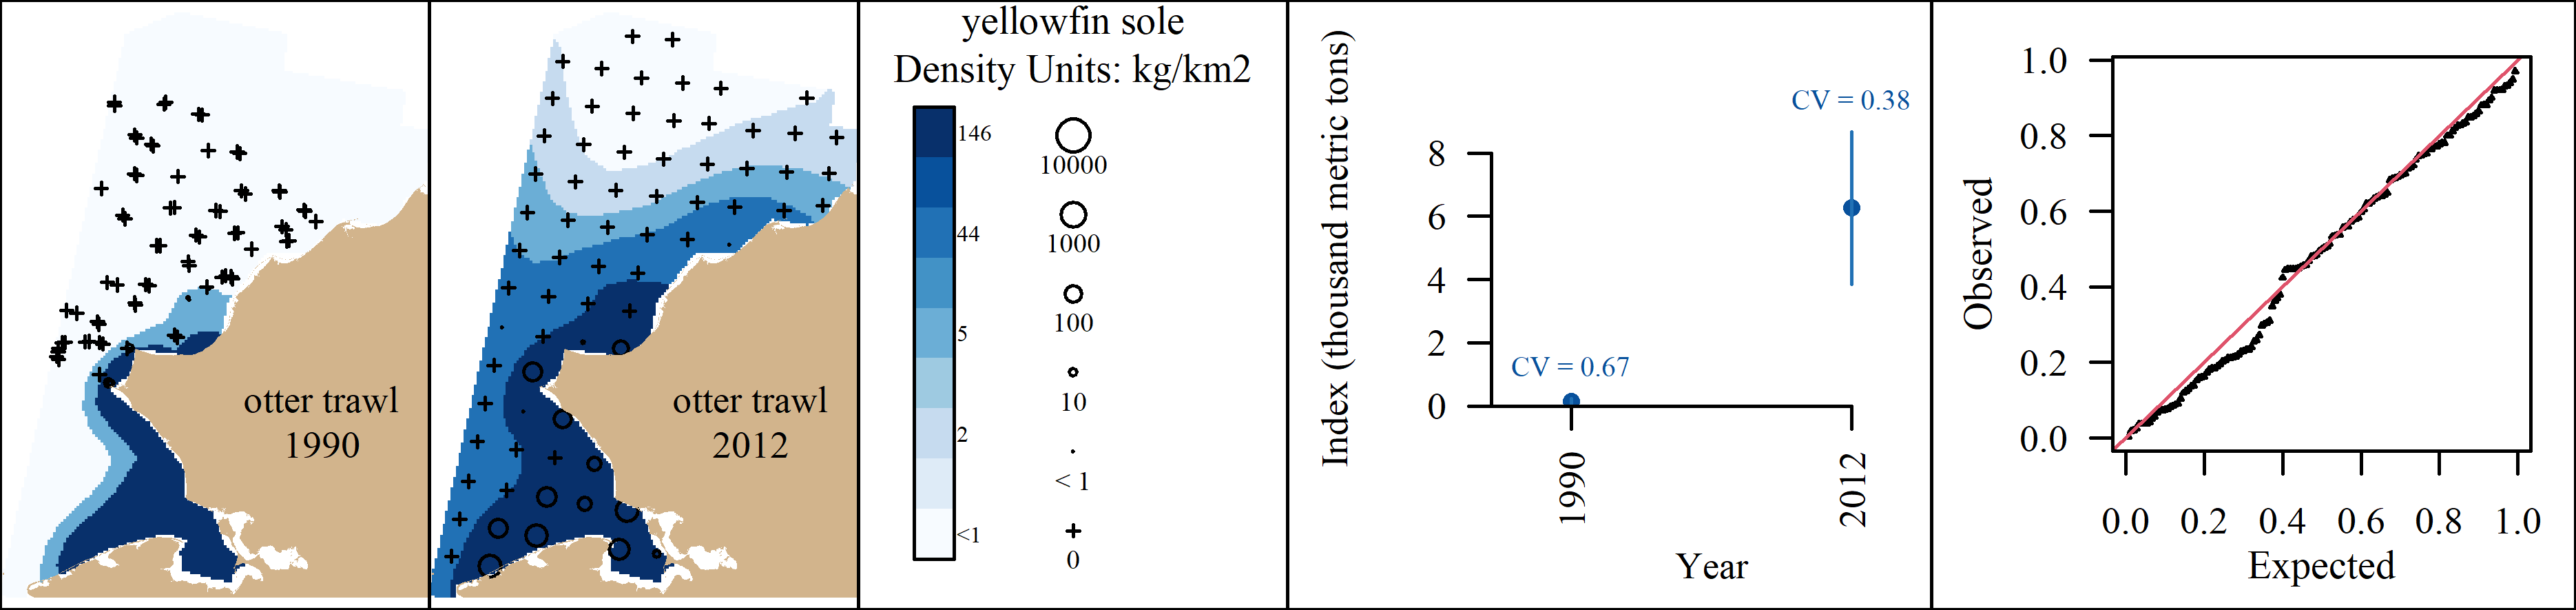 otter trawl
1990
otter trawl
2012
yellowfin sole
Density Units: kg/km2
146
44
5
2
<1
10000
1000
100
10
< 1
0
Index (thousand metric tons)
8
6
4
2
0
CV = 0.67
CV = 0.38
1990
2012
Year
Observed
1.0
0.8
0.6
0.4
0.2
0.0
0.0 0.2 0.4 0.6 0.8 1.0
Expected